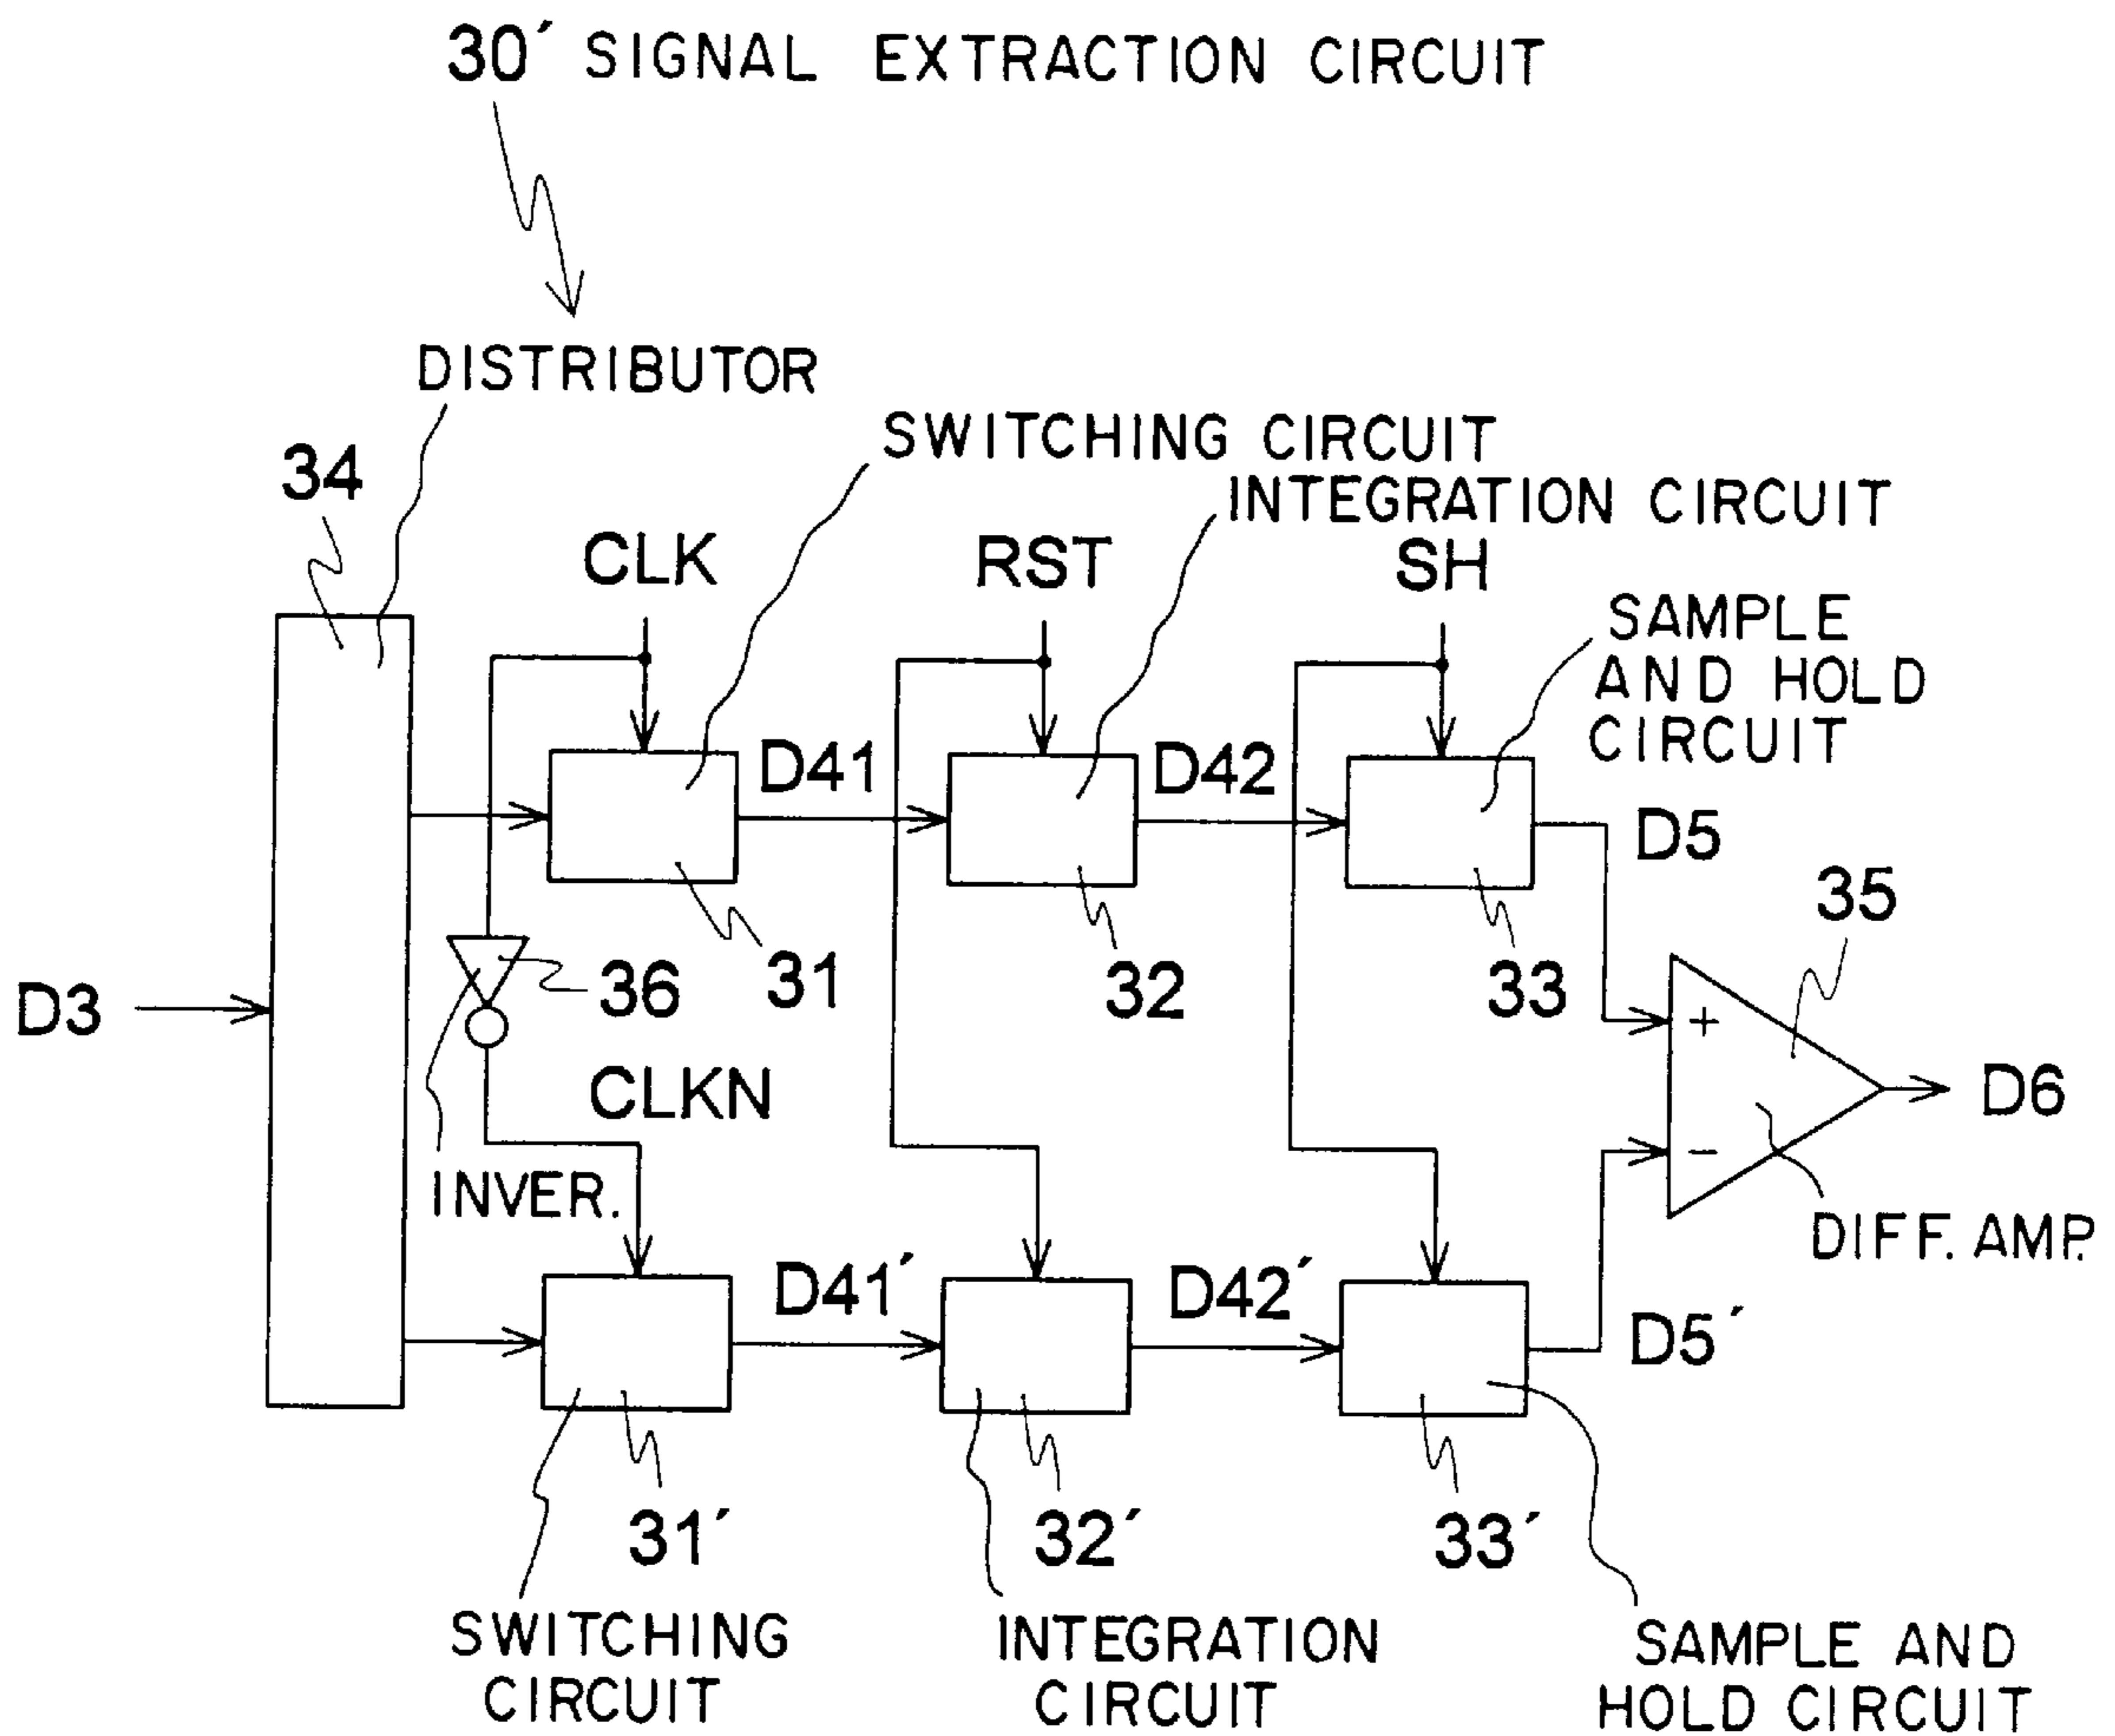 30′ SIGNAL EXTRACTION CIRCUIT
DISTRIBUTOR
34
SWITCHING CIRCUIT
INTEGRATION CIRCUIT
CLK
RST
SH
SAMPLE
AND HOLD
CIRCUIT
D41
D42
D5
35
31
32
33
36
D3
+
CLKN
D6
INVER.
−
DIFF. AMP.
D41′
D42′
D5′
31′
32′
33′
SWITCHING
CIRCUIT
INTEGRATION
CIRCUIT
SAMPLE AND
HOLD CIRCUIT